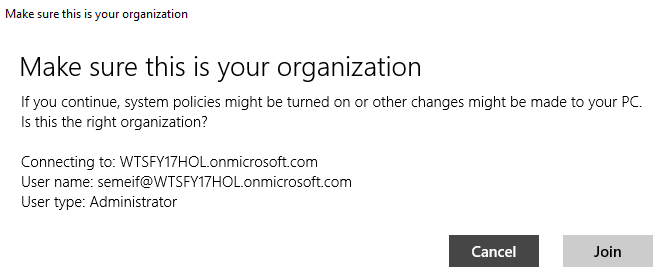 Make sure this is your organization
Make sure this is your organization
If you continue, system policies might be turned on or other changes might be made to your PC.
Is this the right organization?
Connecting to: WTSFY17HOL.onmicrosoft.com
User name: semeif@WTSFY17HOL.onmicrosoft.com
User type: Administrator
Cancel Join